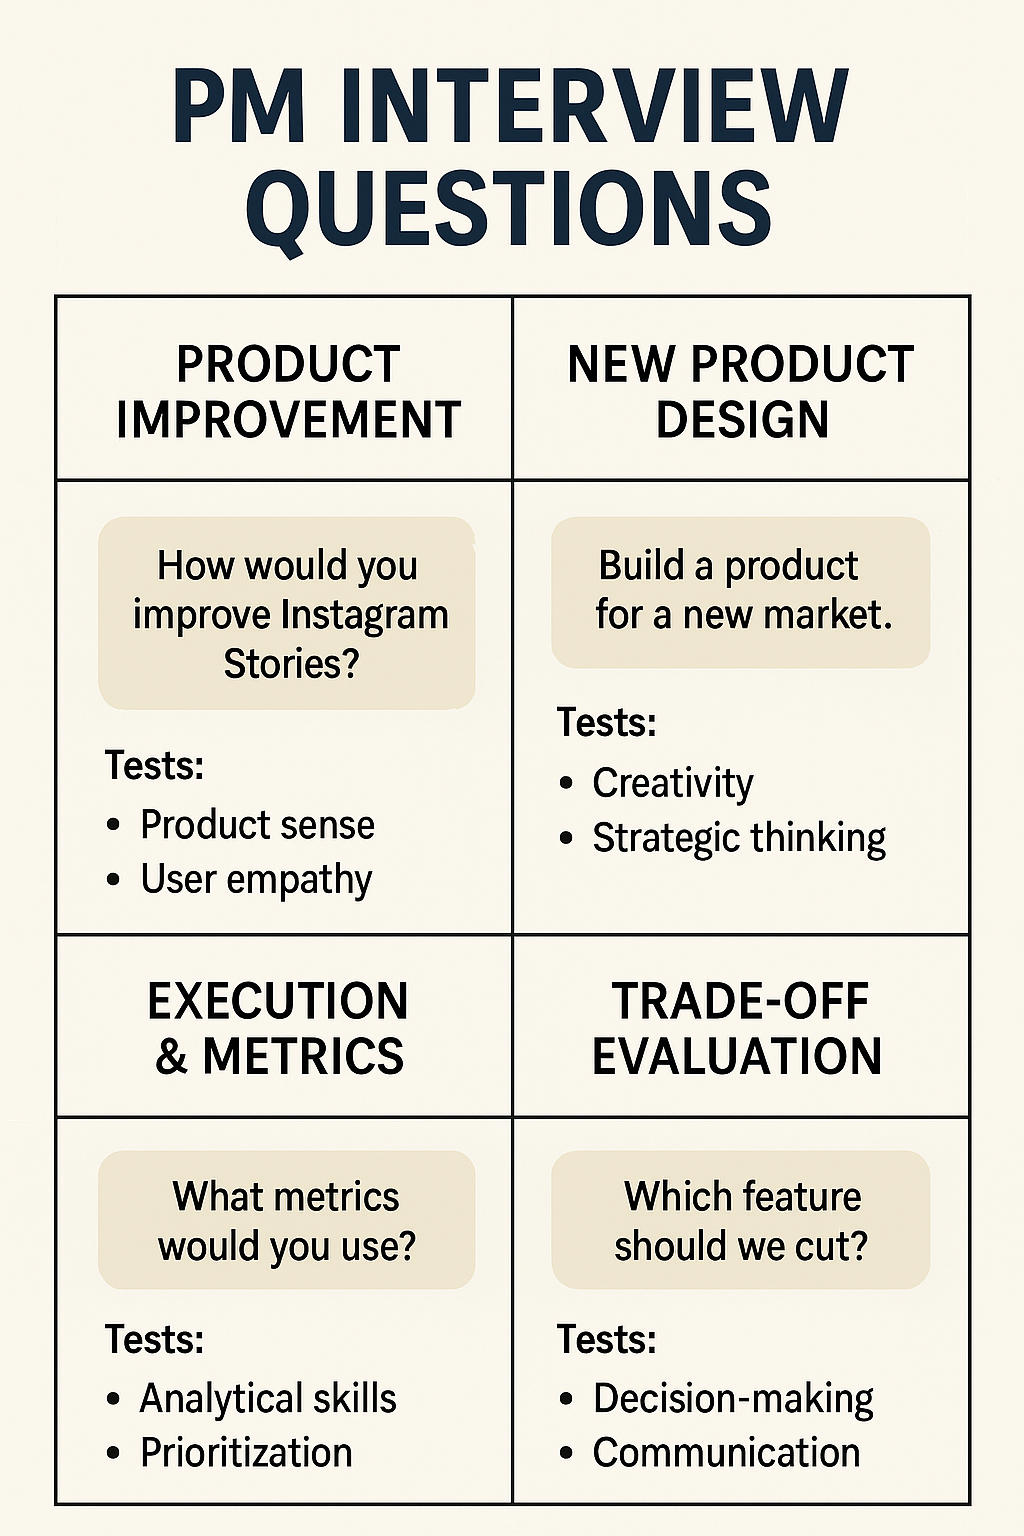 PM INTERVIEW
QUESTIONS
PRODUCT
IMPROVEMENT
How would you
improve Instagram
Stories?
Tests:
• Product sense
• User empathy
NEW PRODUCT
DESIGN
Build a product
for a new market.
Tests:
• Creativity
• Strategic thinking
EXECUTION
& METRICS
What metrics
would you use?
Tests:
• Analytical skills
• Prioritization
TRADE-OFF
EVALUATION
Which feature
should we cut?
Tests:
• Decision-making
• Communication